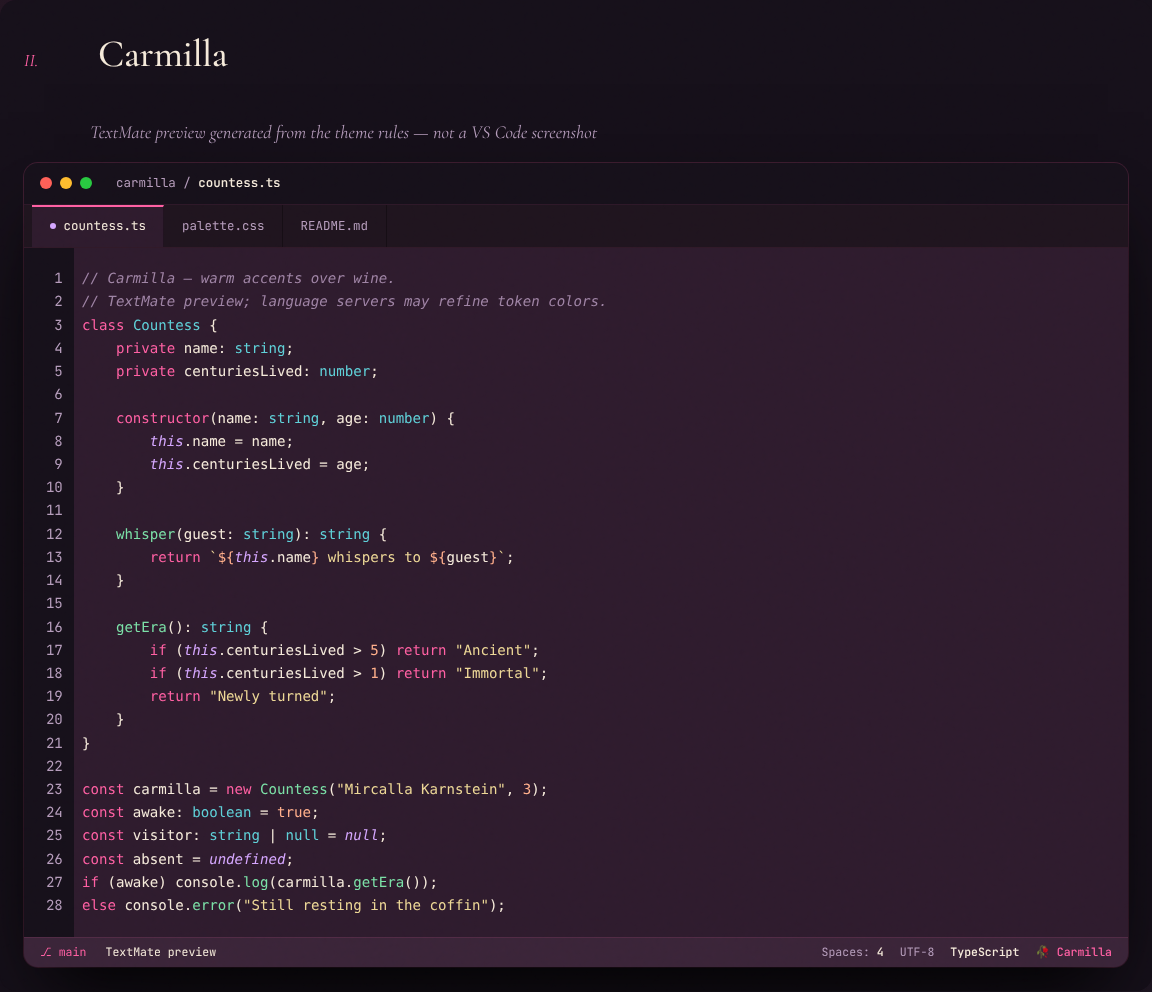 II. Carmilla
TextMate preview generated from the theme rules — not a VS Code screenshot
carmilla / countess.ts
countess.ts palette.css README.md
1 // Carmilla — warm accents over wine.
2 // TextMate preview; language servers may refine token colors.
3 class Countess {
4     private name: string;
5     private centuriesLived: number;
6
7     constructor(name: string, age: number) {
8         this.name = name;
9         this.centuriesLived = age;
10     }
11
12     whisper(guest: string): string {
13         return `${this.name} whispers to ${guest}`;
14     }
15
16     getEra(): string {
17         if (this.centuriesLived > 5) return "Ancient";
18         if (this.centuriesLived > 1) return "Immortal";
19         return "Newly turned";
20     }
21 }
22
23 const carmilla = new Countess("Mircalla Karnstein", 3);
24 const awake: boolean = true;
25 const visitor: string | null = null;
26 const absent = undefined;
27 if (awake) console.log(carmilla.getEra());
28 else console.error("Still resting in the coffin");
⎇ main TextMate preview Spaces: 4 UTF-8 TypeScript 🥀 Carmilla